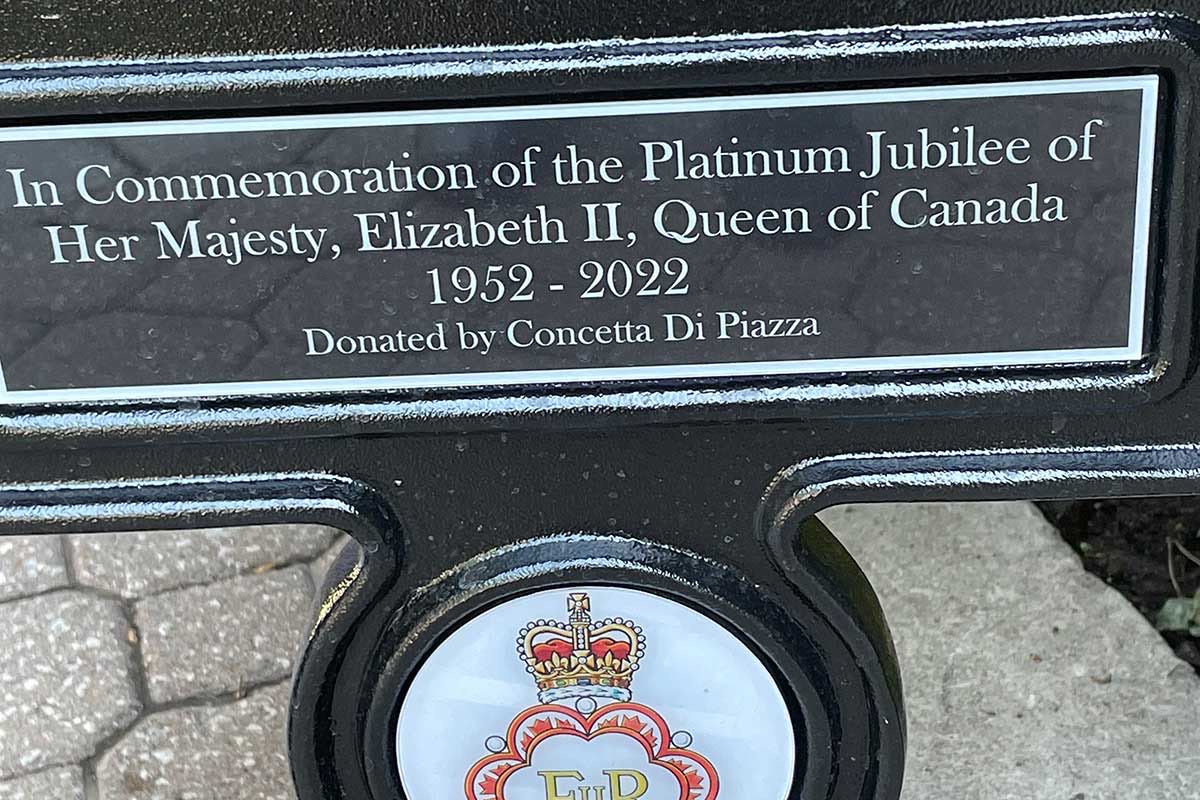 In Commemoration of the Platinum Jubilee of
Her Majesty, Elizabeth II, Queen of Canada
1952 - 2022
Donated by Concetta Di Piazza
EIIR